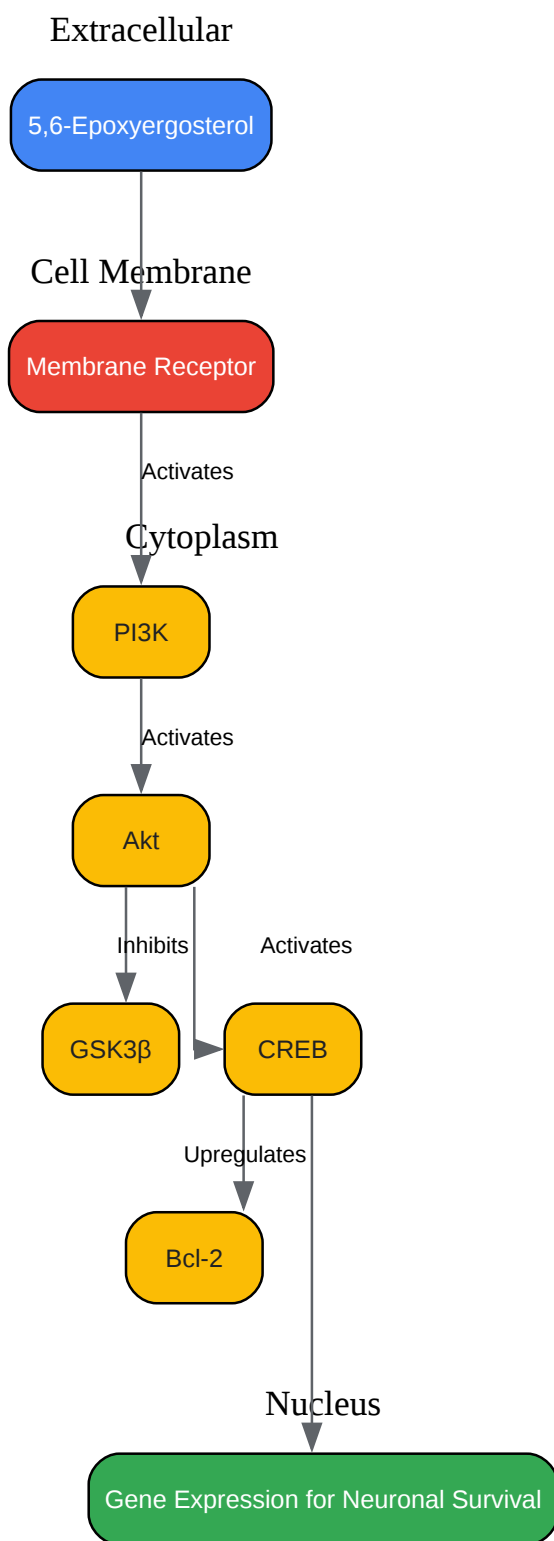 Extracellular
5,6-Epoxyergosterol
Cell Membrane
Membrane Receptor
Activates
Cytoplasm
PI3K
Activates
Akt
Inhibits
Activates
GSK3β
CREB
Upregulates
Bcl-2
Nucleus
Gene Expression for Neuronal Survival